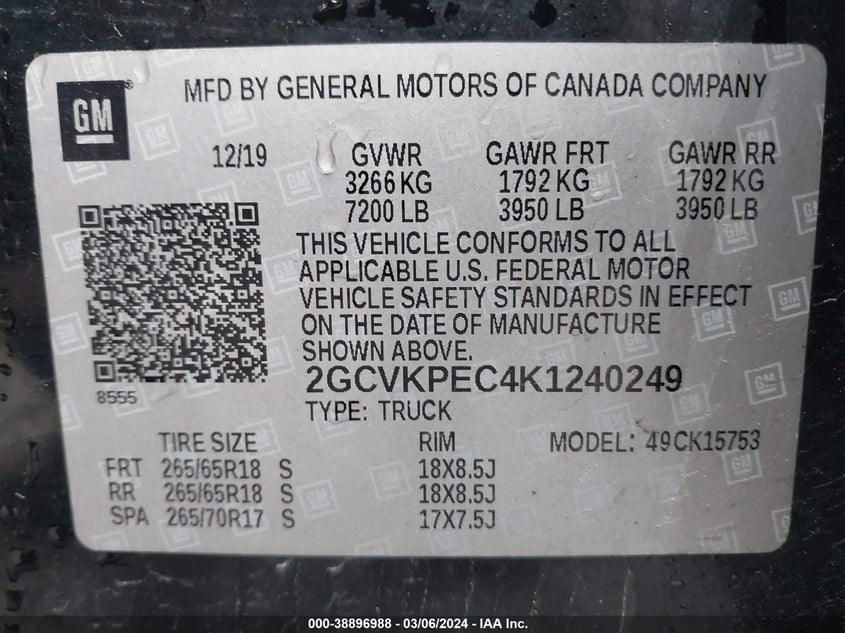 GM
MFD BY GENERAL MOTORS OF CANADA COMPANY
12/19
GVWR GAWR FRT GAWR RR
3266 KG 1792 KG 1792 KG
7200 LB 3950 LB 3950 LB
THIS VEHICLE CONFORMS TO ALL
APPLICABLE U.S. FEDERAL MOTOR
VEHICLE SAFETY STANDARDS IN EFFECT
ON THE DATE OF MANUFACTURE
SHOWN ABOVE.
8555
2GCVKPEC4K1240249
TYPE: TRUCK
TIRE SIZE RIM MODEL: 49CK15753
FRT 265/65R18 S 18X8.5J
RR 265/65R18 S 18X8.5J
SPA 265/70R17 S 17X7.5J
000-38896988 - 03/06/2024 - IAA Inc.